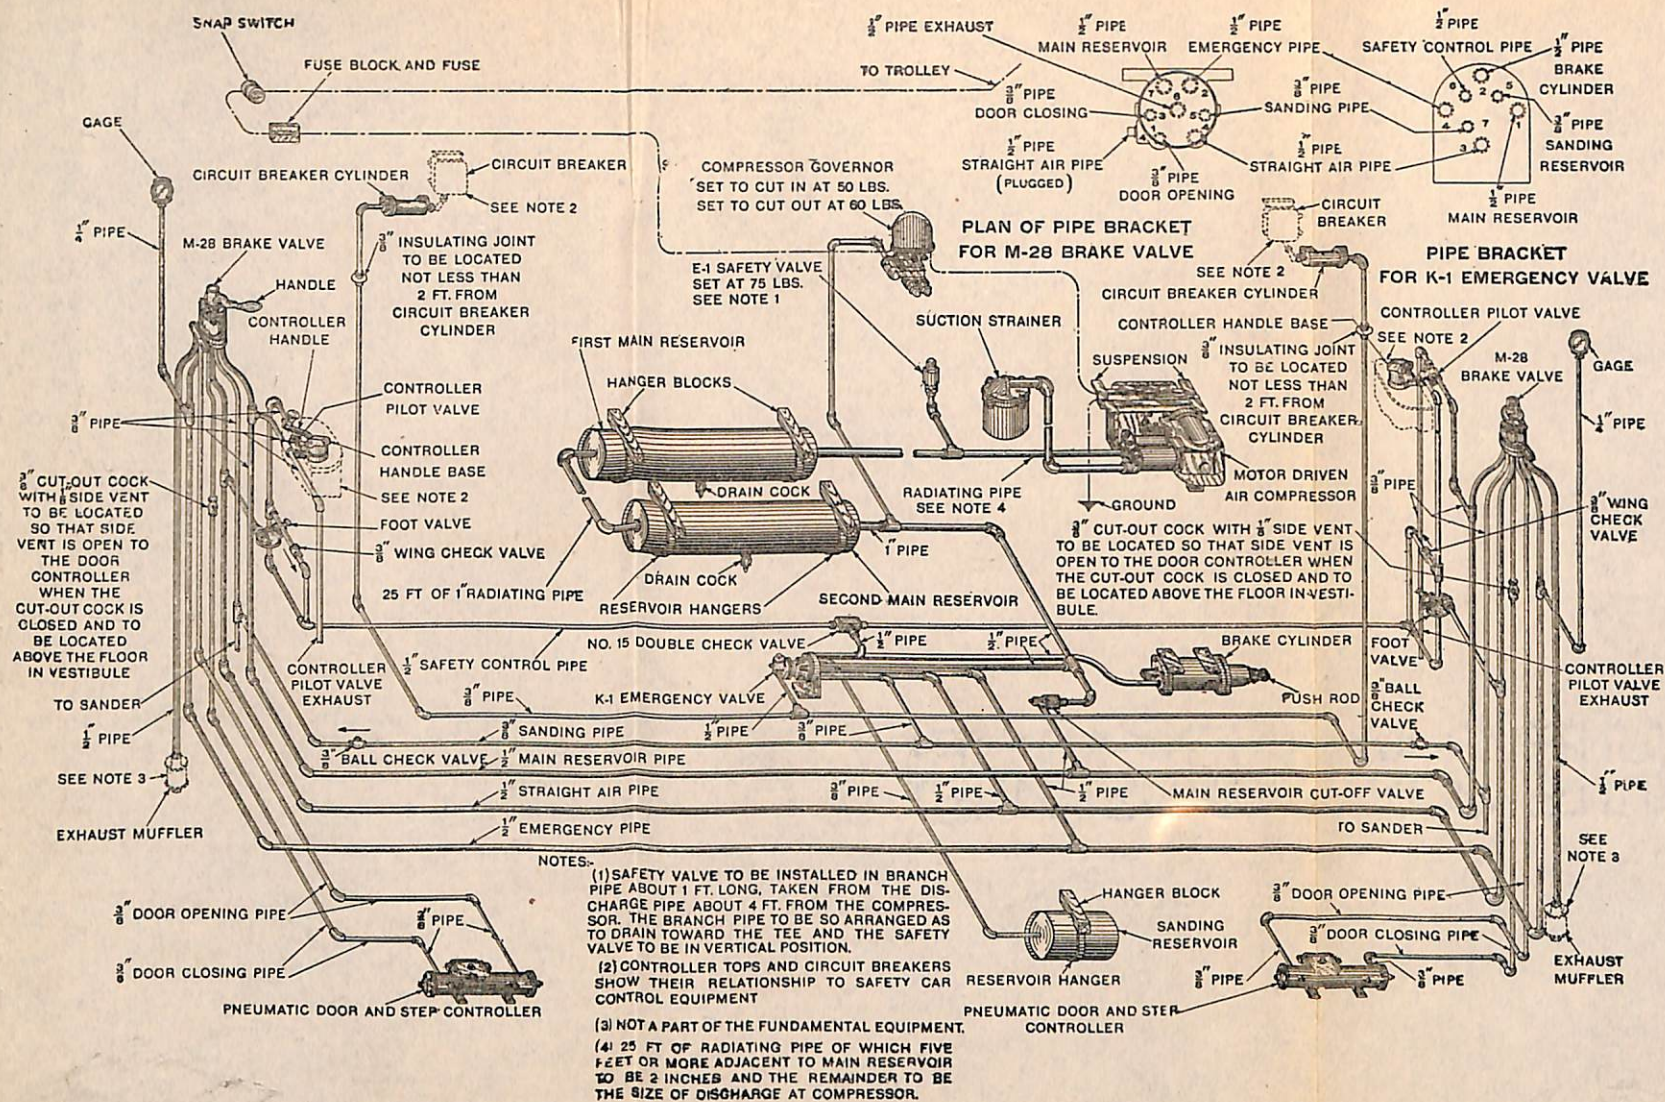 SNAP SWITCH
FUSE BLOCK AND FUSE
GAGE
CIRCUIT BREAKER CYLINDER
CIRCUIT BREAKER
SEE NOTE 2
1/4" PIPE
M-28 BRAKE VALVE
HANDLE
CONTROLLER
HANDLE
3/8" INSULATING JOINT
TO BE LOCATED
NOT LESS THAN
2 FT. FROM
CIRCUIT BREAKER
CYLINDER
TO TROLLEY
COMPRESSOR GOVERNOR
SET TO CUT IN AT 50 LBS.
SET TO CUT OUT AT 60 LBS.
E-1 SAFETY VALVE
SET AT 75 LBS.
SEE NOTE 1
1/2" PIPE EXHAUST
1/2" PIPE
MAIN RESERVOIR
1/2" PIPE
EMERGENCY PIPE
3/8" PIPE
DOOR CLOSING
3/8" PIPE
SANDING PIPE
1/2" PIPE
STRAIGHT AIR PIPE
(PLUGGED)
3/8" PIPE
DOOR OPENING
1/2" PIPE
STRAIGHT AIR PIPE
7
6
2
3
5
1
4
4
PLAN OF PIPE BRACKET
FOR M-28 BRAKE VALVE
1/2" PIPE
SAFETY CONTROL PIPE
1/2" PIPE
BRAKE
CYLINDER
3/8" PIPE
SANDING
RESERVOIR
1/2" PIPE
MAIN RESERVOIR
6
2
5
4
7
1
3
PIPE BRACKET
FOR K-1 EMERGENCY VALVE
CIRCUIT
BREAKER
SEE NOTE 2
CIRCUIT BREAKER CYLINDER
CONTROLLER HANDLE BASE
3/8" INSULATING JOINT
TO BE LOCATED
NOT LESS THAN
2 FT. FROM
CIRCUIT BREAKER
CYLINDER
CONTROLLER PILOT VALVE
SEE NOTE 2
M-28
BRAKE VALVE
GAGE
1/4" PIPE
FIRST MAIN RESERVOIR
HANGER BLOCKS
SUCTION STRAINER
SUSPENSION
CONTROLLER
PILOT VALVE
3/8" PIPE
CONTROLLER
HANDLE BASE
SEE NOTE 2
FOOT VALVE
3/8" WING CHECK VALVE
3/8" CUT-OUT COCK
WITH 1/8" SIDE VENT
TO BE LOCATED
SO THAT SIDE
VENT IS OPEN TO
THE DOOR
CONTROLLER
WHEN THE
CUT-OUT COCK IS
CLOSED AND TO
BE LOCATED
ABOVE THE FLOOR
IN VESTIBULE
DRAIN COCK
RADIATING PIPE
SEE NOTE 4
GROUND
MOTOR DRIVEN
AIR COMPRESSOR
3/8" PIPE
3/8" WING
CHECK
VALVE
1" PIPE
3/8" CUT-OUT COCK WITH 1/8" SIDE VENT
TO BE LOCATED SO THAT SIDE VENT IS
OPEN TO THE DOOR CONTROLLER WHEN
THE CUT-OUT COCK IS CLOSED AND TO
BE LOCATED ABOVE THE FLOOR IN VESTI-
BULE.
DRAIN COCK
25 FT OF 1" RADIATING PIPE
RESERVOIR HANGERS
SECOND MAIN RESERVOIR
NO. 15 DOUBLE CHECK VALVE
1/2" PIPE
1/2" PIPE
BRAKE CYLINDER
FOOT
VALVE
CONTROLLER
PILOT VALVE
EXHAUST
CONTROLLER
PILOT VALVE
EXHAUST
1/2" SAFETY CONTROL PIPE
3/8" PIPE
K-1 EMERGENCY VALVE
PUSH ROD
3/8" BALL
CHECK
VALVE
TO SANDER
1/2" PIPE
3/8" SANDING PIPE
1/2" PIPE
3/8" PIPE
3/8" BALL CHECK VALVE
1/2" MAIN RESERVOIR PIPE
SEE NOTE 3
1/2" STRAIGHT AIR PIPE
3/8" PIPE
1/2" PIPE
1/2" PIPE
MAIN RESERVOIR CUT-OFF VALVE
1/2" PIPE
EXHAUST MUFFLER
1/2" EMERGENCY PIPE
TO SANDER
SEE
NOTE 3
NOTES:-
(1) SAFETY VALVE TO BE INSTALLED IN BRANCH
PIPE ABOUT 1 FT. LONG, TAKEN FROM THE DIS-
CHARGE PIPE ABOUT 4 FT. FROM THE COMPRES-
SOR. THE BRANCH PIPE TO BE SO ARRANGED AS
TO DRAIN TOWARD THE TEE AND THE SAFETY
VALVE TO BE IN VERTICAL POSITION.
(2) CONTROLLER TOPS AND CIRCUIT BREAKERS
SHOW THEIR RELATIONSHIP TO SAFETY CAR
CONTROL EQUIPMENT
(3) NOT A PART OF THE FUNDAMENTAL EQUIPMENT.
(4) 25 FT OF RADIATING PIPE OF WHICH FIVE
FEET OR MORE ADJACENT TO MAIN RESERVOIR
TO BE 2 INCHES AND THE REMAINDER TO BE
THE SIZE OF DISCHARGE AT COMPRESSOR.
3/8" DOOR OPENING PIPE
3/8" PIPE
3/8" DOOR CLOSING PIPE
PNEUMATIC DOOR AND STEP CONTROLLER
HANGER BLOCK
SANDING
RESERVOIR
RESERVOIR HANGER
3/8" DOOR OPENING PIPE
3/8" DOOR CLOSING PIPE
3/8" PIPE
3/8" PIPE
EXHAUST
MUFFLER
PNEUMATIC DOOR AND STEP
CONTROLLER